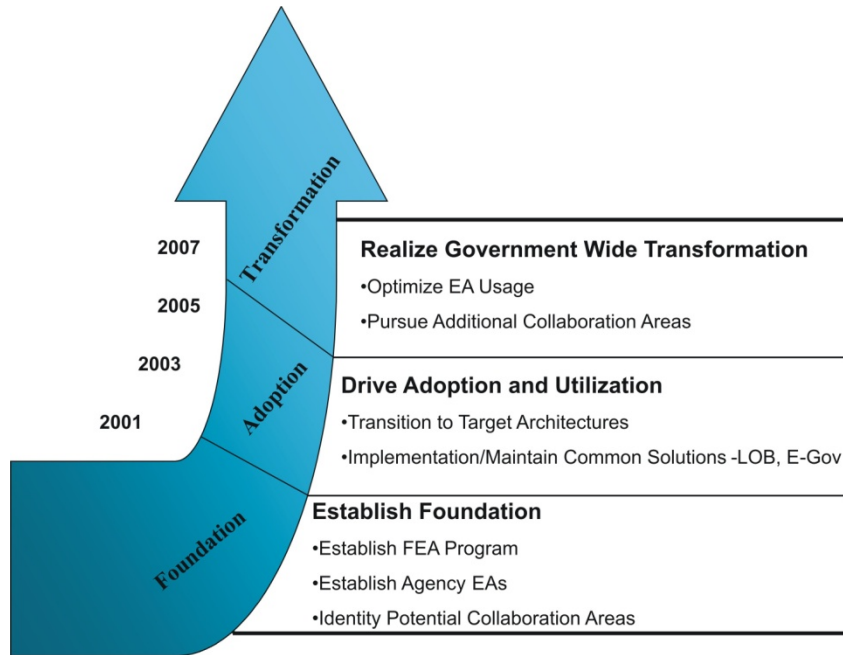 Transformation
2007
Realize Government Wide Transformation
•Optimize EA Usage
2005
•Pursue Additional Collaboration Areas
2003
Adoption
Drive Adoption and Utilization
2001
•Transition to Target Architectures
•Implementation/Maintain Common Solutions -LOB, E-Gov
Foundation
Establish Foundation
•Establish FEA Program
•Establish Agency EAs
•Identity Potential Collaboration Areas